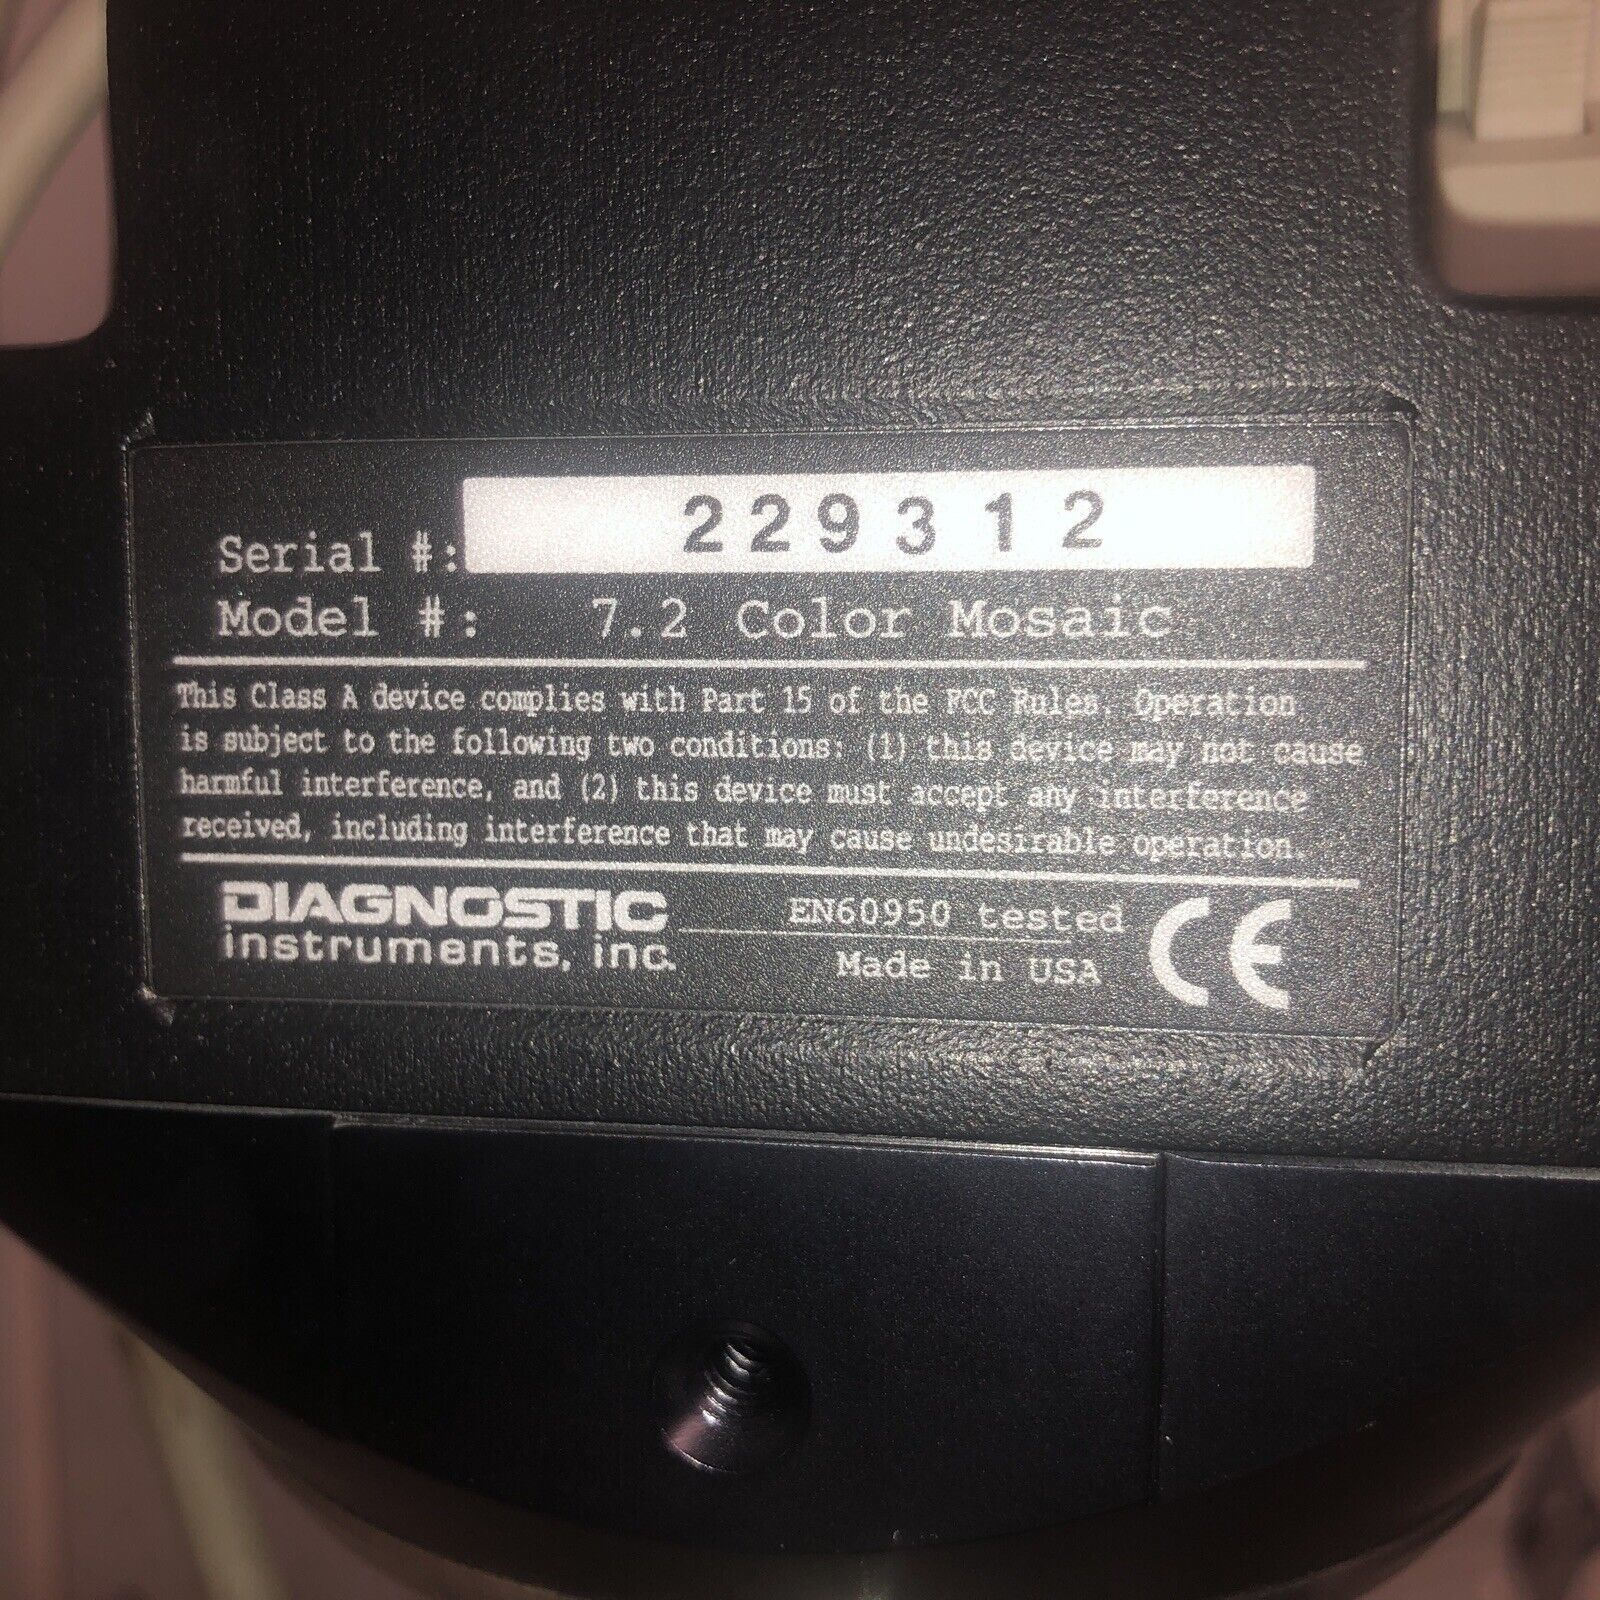 Serial #: 229312
Model #: 7.2 Color Mosaic
This Class A device complies with Part 15 of the FCC Rules. Operation
is subject to the following two conditions: (1) this device may not cause
harmful interference, and (2) this device must accept any interference
received, including interference that may cause undesirable operation.
DIAGNOSTIC
instruments, inc.
EN60950 tested
Made in USA
CE